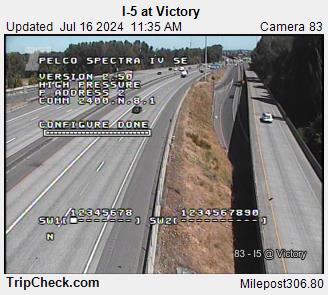 I-5 at Victory
Updated Jul 16 2024 11:35 AM Camera 83
PELCO SPECTRA IV SE
VERSION 2.50
HIGH PRESSURE
P ADDRESS 2
COMM 2400,N,8,1
CONFIGURE DONE
12345678 1234567890
SW1 SW2
N
83 - I5 @ Victory
TripCheck.com Milepost306.80